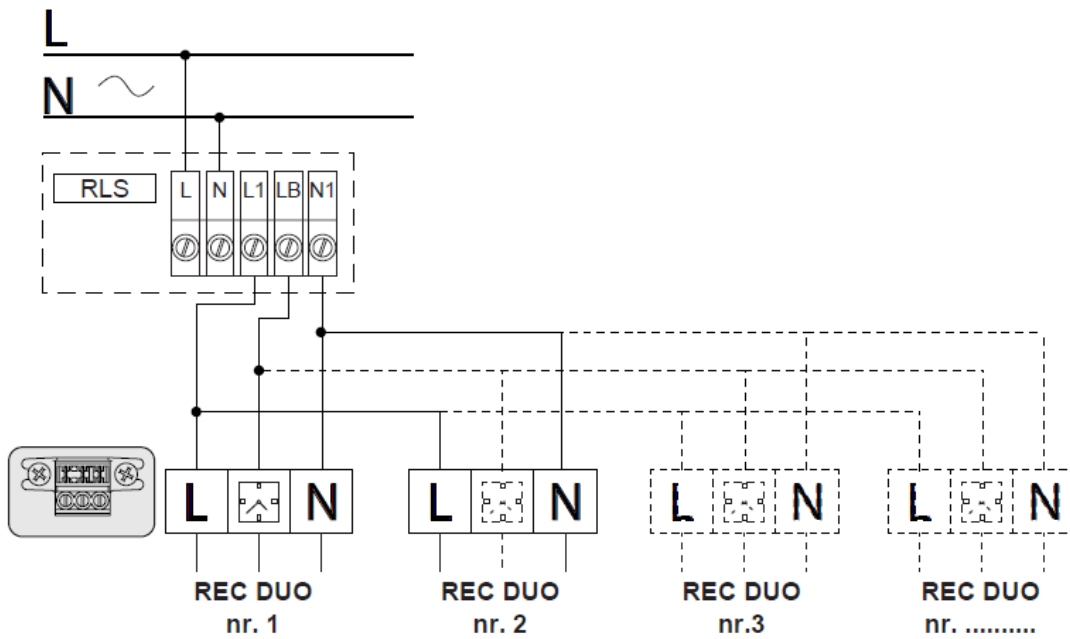 L
N
RLS L N L1 LB N1
L N L N L N L N
REC DUO REC DUO REC DUO REC DUO
nr. 1 nr. 2 nr.3 nr. ..........